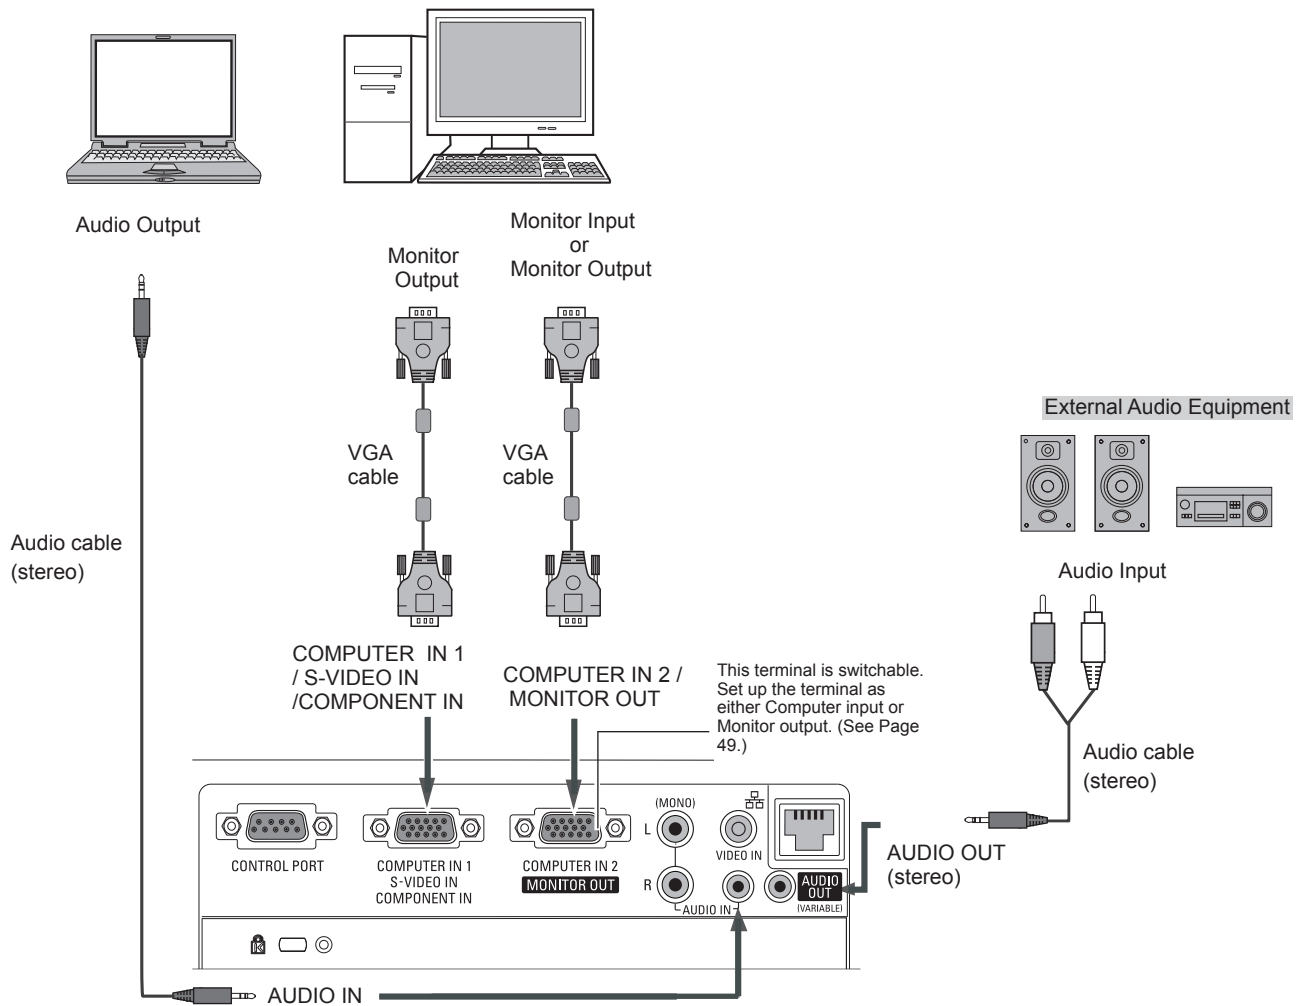 Audio Output
Monitor
Output
Monitor Input
or
Monitor Output
VGA
cable
VGA
cable
External Audio Equipment
Audio cable
(stereo)
Audio Input
COMPUTER IN 1
/ S-VIDEO IN
/COMPONENT IN
COMPUTER IN 2 /
MONITOR OUT
This terminal is switchable.
Set up the terminal as
either Computer input or
Monitor output. (See Page
49.)
Audio cable
(stereo)
(MONO)
L
R
VIDEO IN
CONTROL PORT
COMPUTER IN 1
S-VIDEO IN
COMPONENT IN
COMPUTER IN 2
MONITOR OUT
AUDIO IN
AUDIO
OUT
(VARIABLE)
AUDIO OUT
(stereo)
AUDIO IN